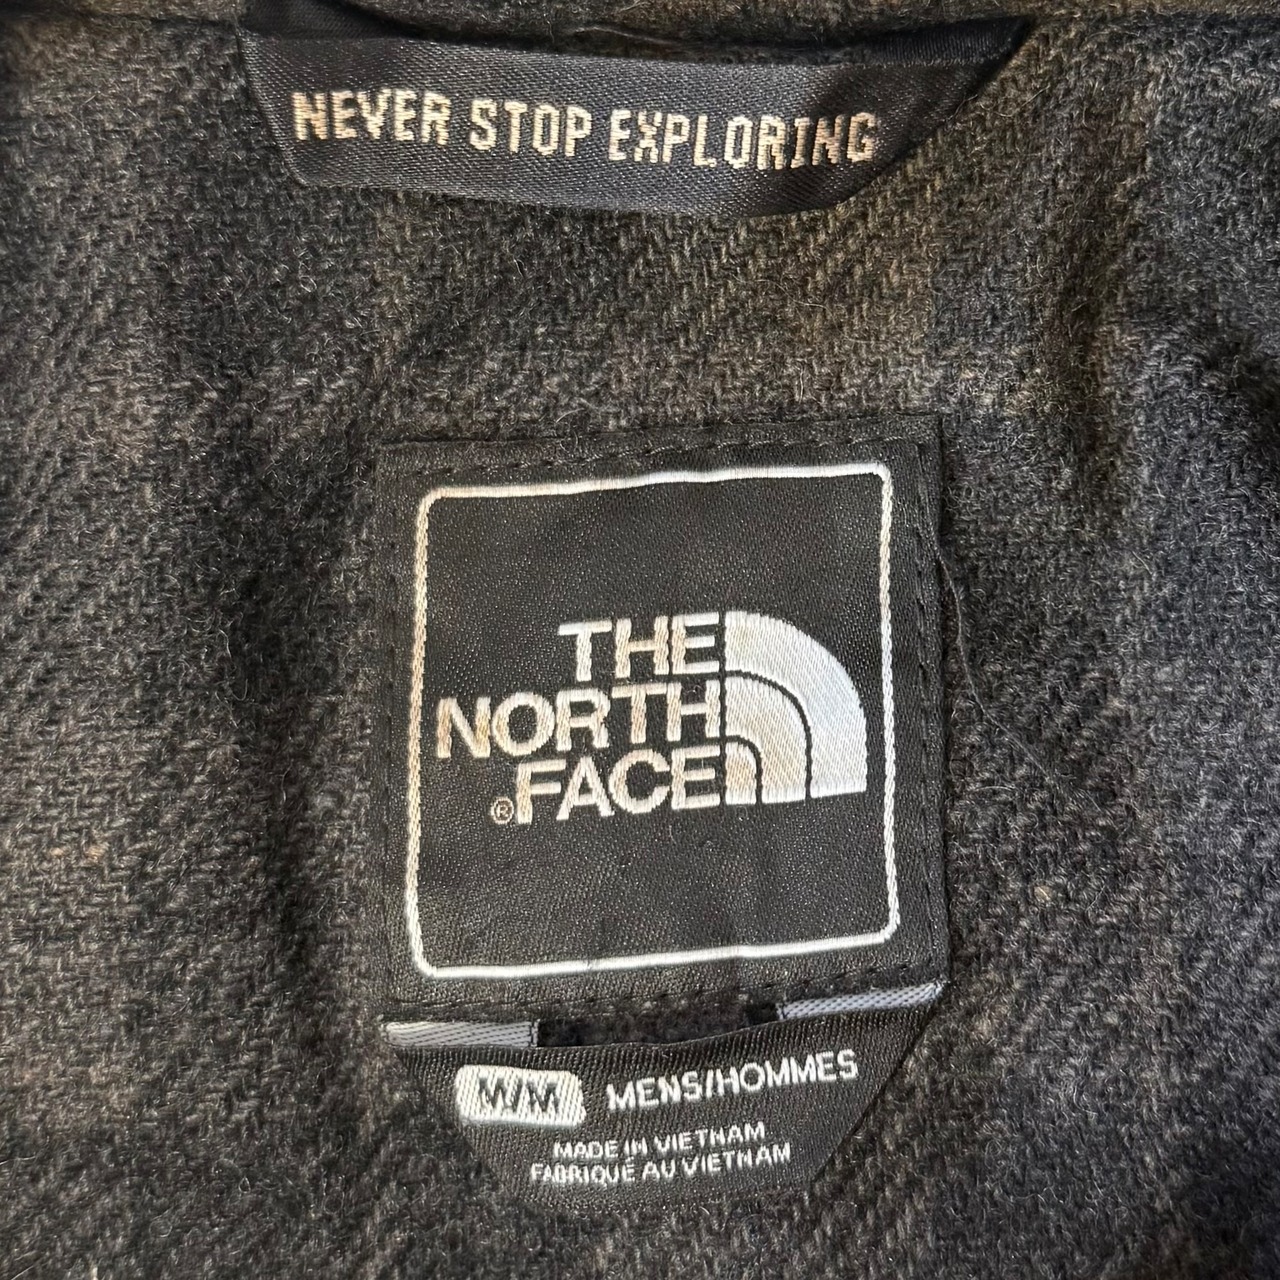 NEVER STOP EXPLORING
THE
NORTH
® FACE
M/M MENS/HOMMES
MADE IN VIETNAM
FABRIQUÉ AU VIETNAM